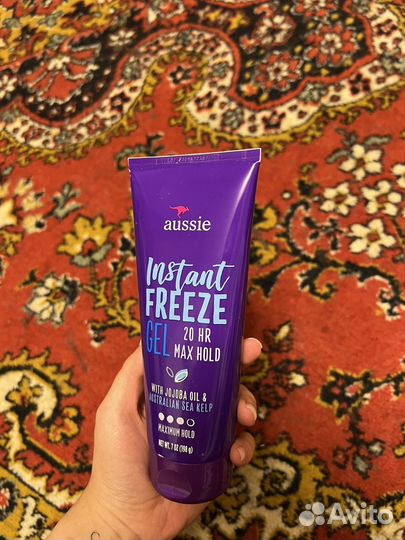 aussie
Instant
FREEZE
GEL 20 HR
MAX HOLD
WITH JOJOBA OIL &
AUSTRALIAN SEA KELP
MAXIMUM HOLD
NET WT. 7 OZ (198 g)
Avito